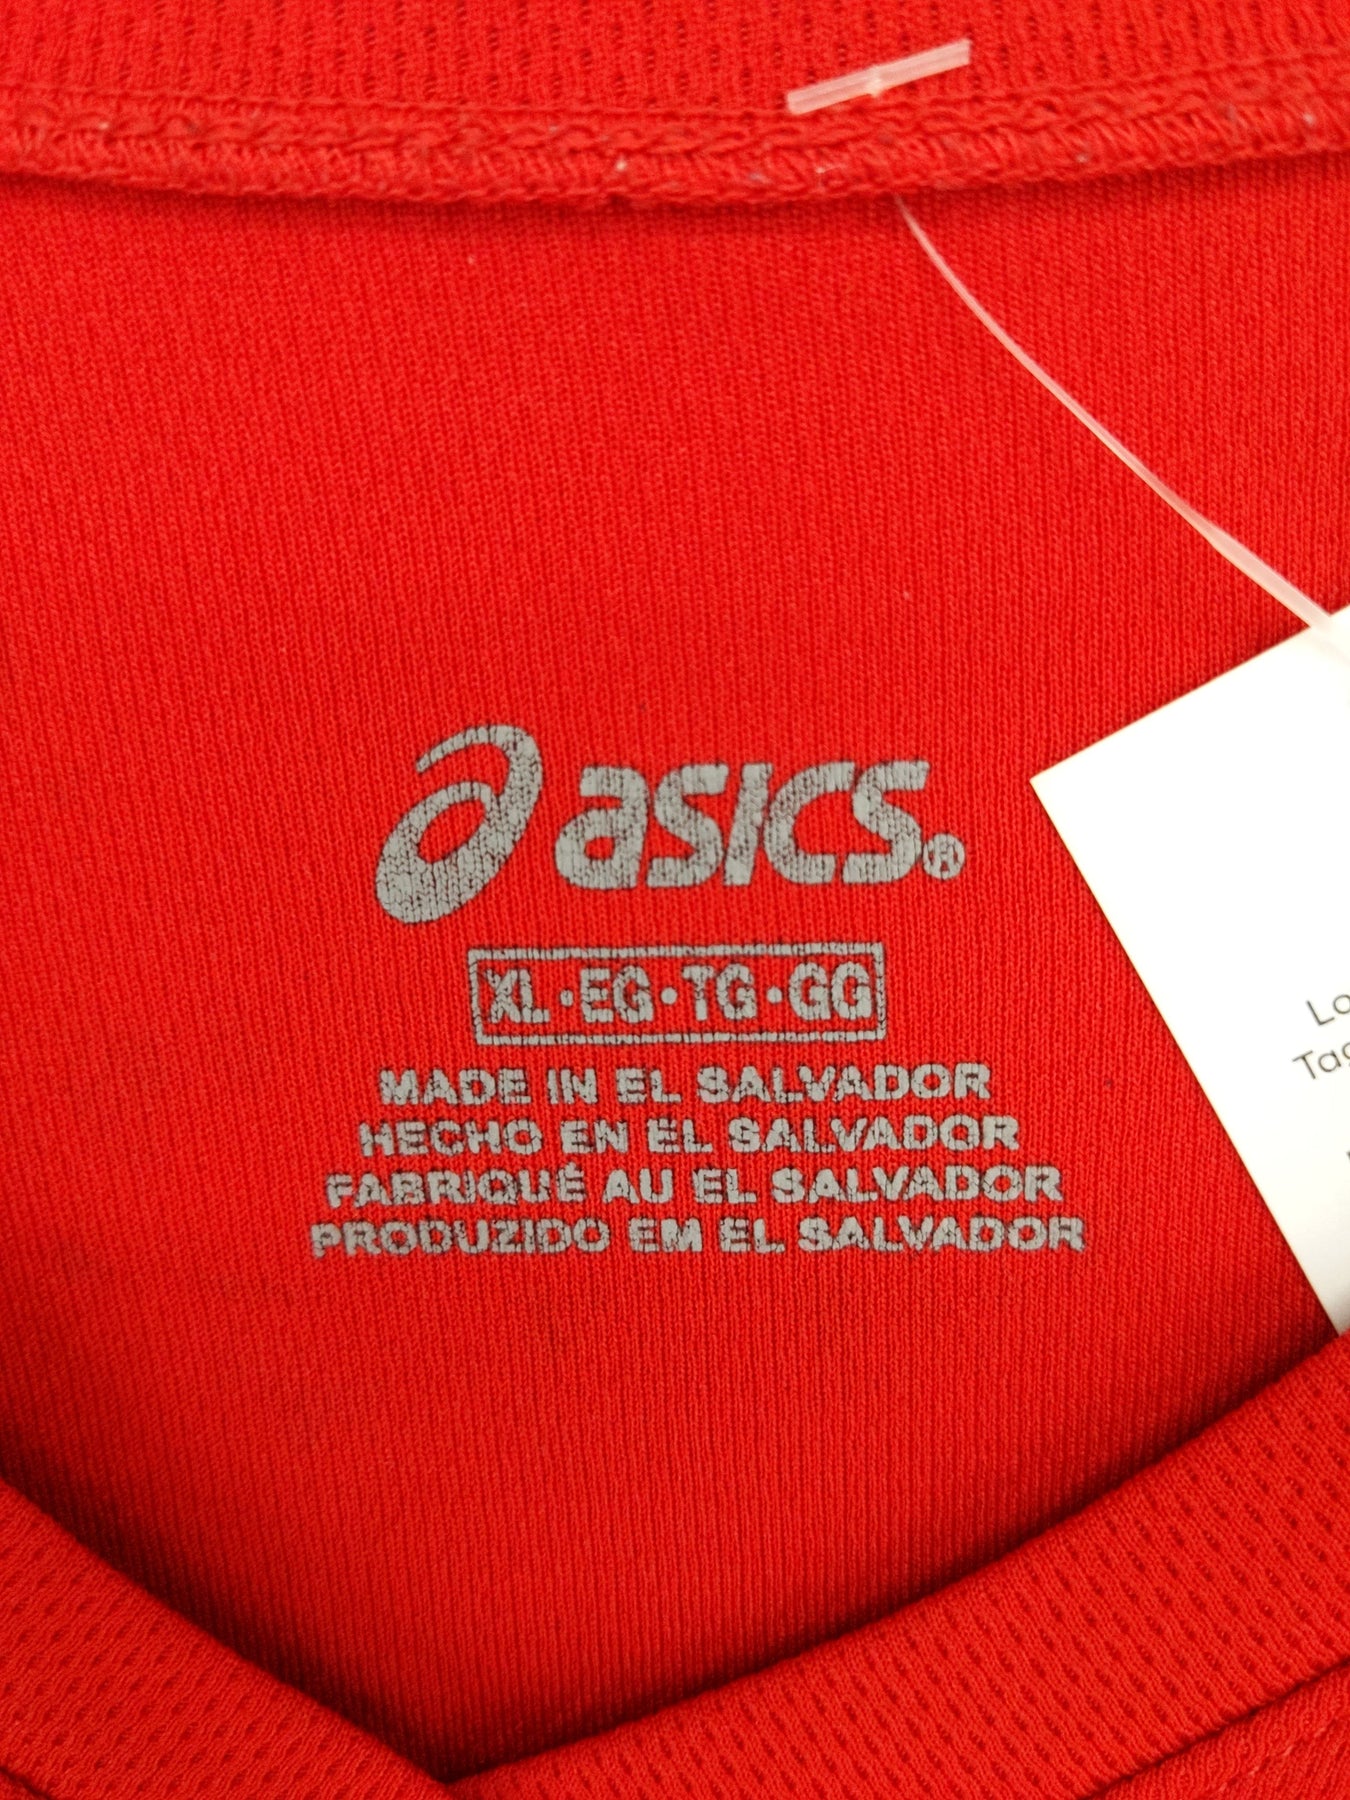 asics®
XL·EG·TG·GG
MADE IN EL SALVADOR
HECHO EN EL SALVADOR
FABRIQUÉ AU EL SALVADOR
PRODUZIDO EM EL SALVADOR